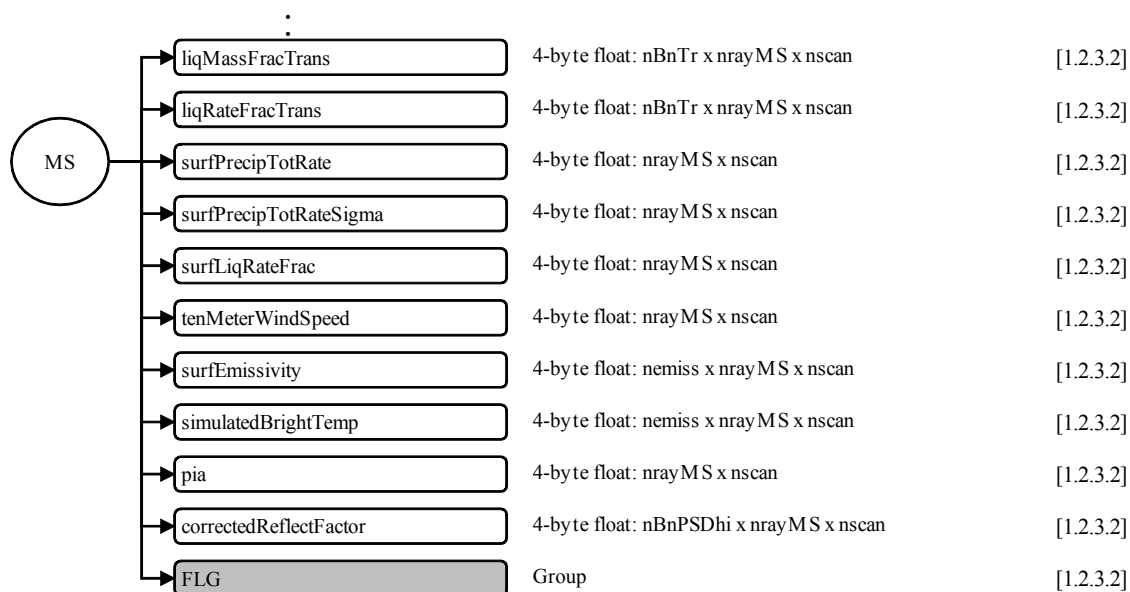 liqMassFracTrans 4-byte float: nBnTr x nrayMS x nscan [1.2.3.2]
liqRateFracTrans 4-byte float: nBnTr x nrayMS x nscan [1.2.3.2]
MS surfPrecipTotRate 4-byte float: nrayMS x nscan [1.2.3.2]
surfPrecipTotRateSigma 4-byte float: nrayMS x nscan [1.2.3.2]
surfLiqRateFrac 4-byte float: nrayMS x nscan [1.2.3.2]
tenMeterWindSpeed 4-byte float: nrayMS x nscan [1.2.3.2]
surfEmissivity 4-byte float: nemiss x nrayMS x nscan [1.2.3.2]
simulatedBrightTemp 4-byte float: nemiss x nrayMS x nscan [1.2.3.2]
pia 4-byte float: nrayMS x nscan [1.2.3.2]
correctedReflectFactor 4-byte float: nBnPSDhi x nrayMS x nscan [1.2.3.2]
FLG Group [1.2.3.2]